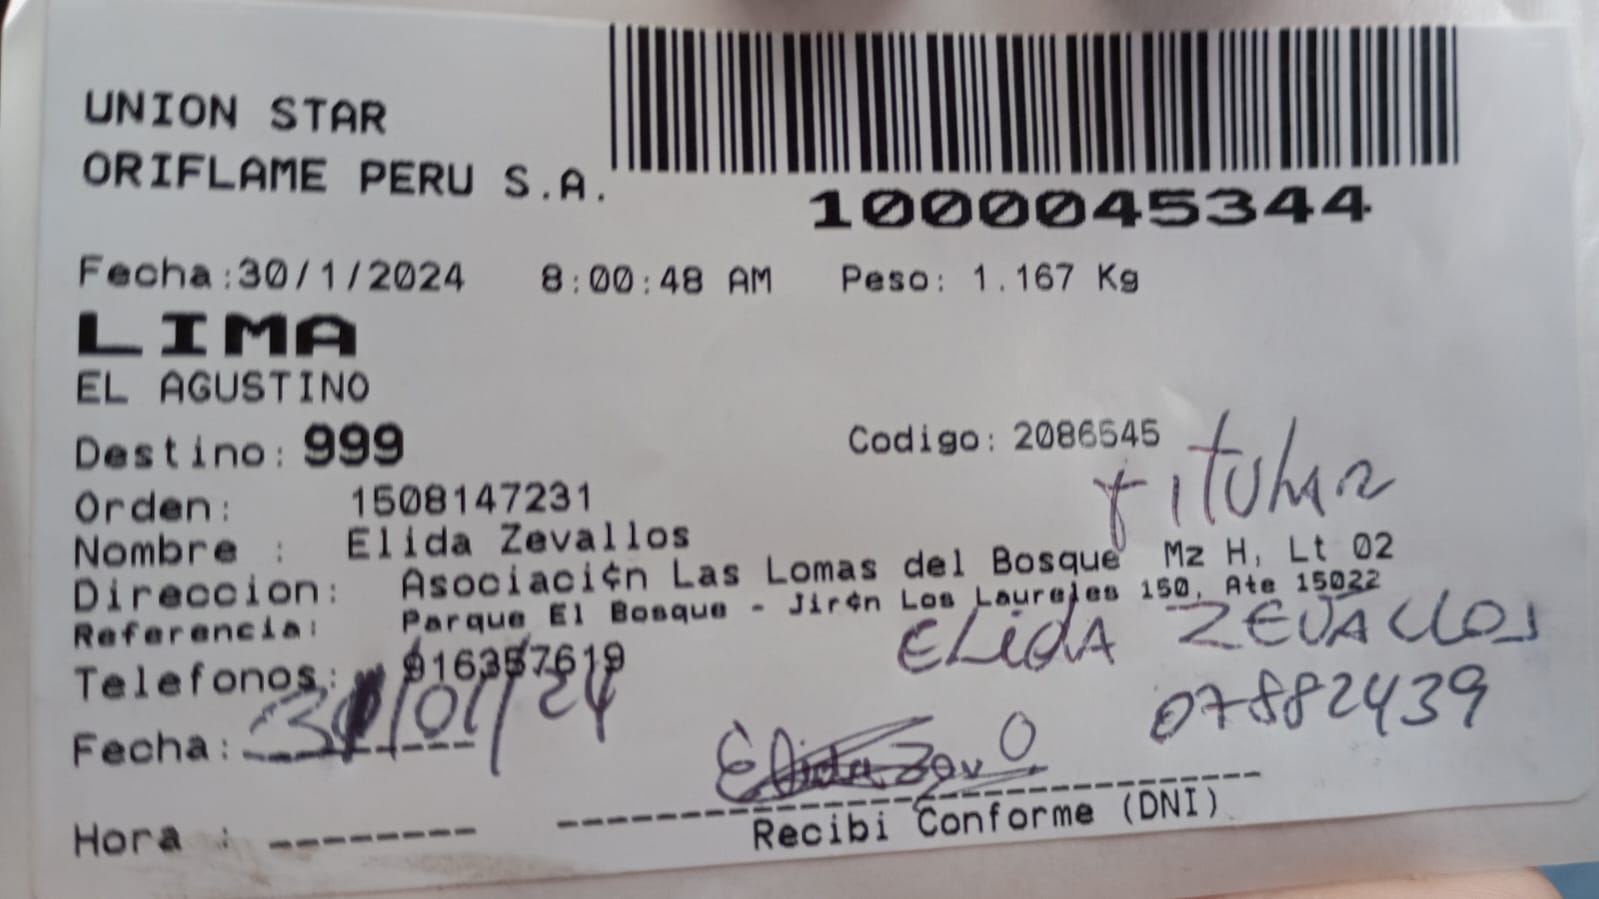 UNION STAR
ORIFLAME PERU S.A.
1000045344
Fecha:30/1/2024 8:00:48 AM Peso: 1.167 Kg
LIMA
EL AGUSTINO
Destino: 999 Codigo: 2086545
titular
Orden: 1508147231
Nombre : Elida Zevallos
Direccion: Asociaci¢n Las Lomas del Bosque Mz H, Lt 02
Referencia: Parque El Bosque - Jir¢n Los Laureles 150, Ate 15022
ELidA ZEVALLOS
Telefonos: 916357619
07882439
Fecha: 31/01/24
Elida Zev
Hora :
Recibi Conforme (DNI)